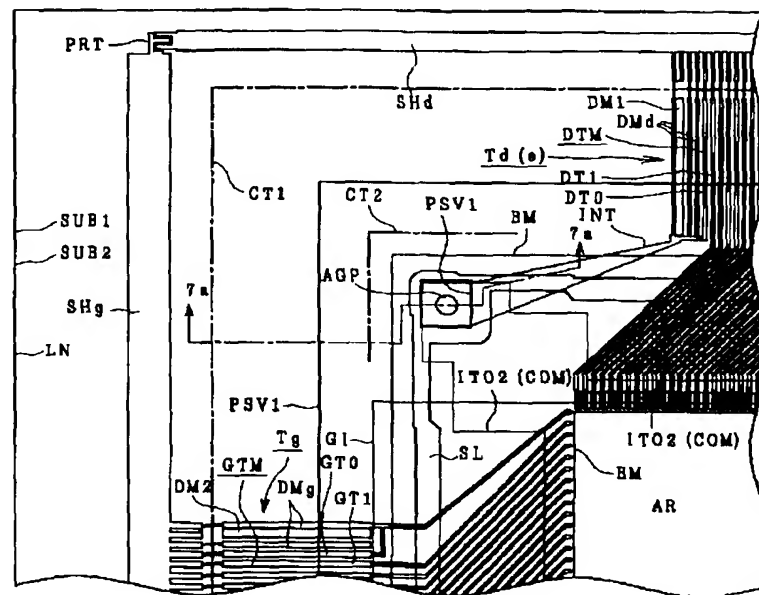 PRT
SHd
DM1
DMd
DTM
Td (e)
DT1
DT0
INT
CT1
CT2
PSV1
BM
7a
SUB1
SUB2
AGP
7a
SHg
LN
ITO2 (COM)
PSV1
GI
Tg
GT0
SL
ITO2 (COM)
BM
GTM
DM2
DMg
GT1
AR